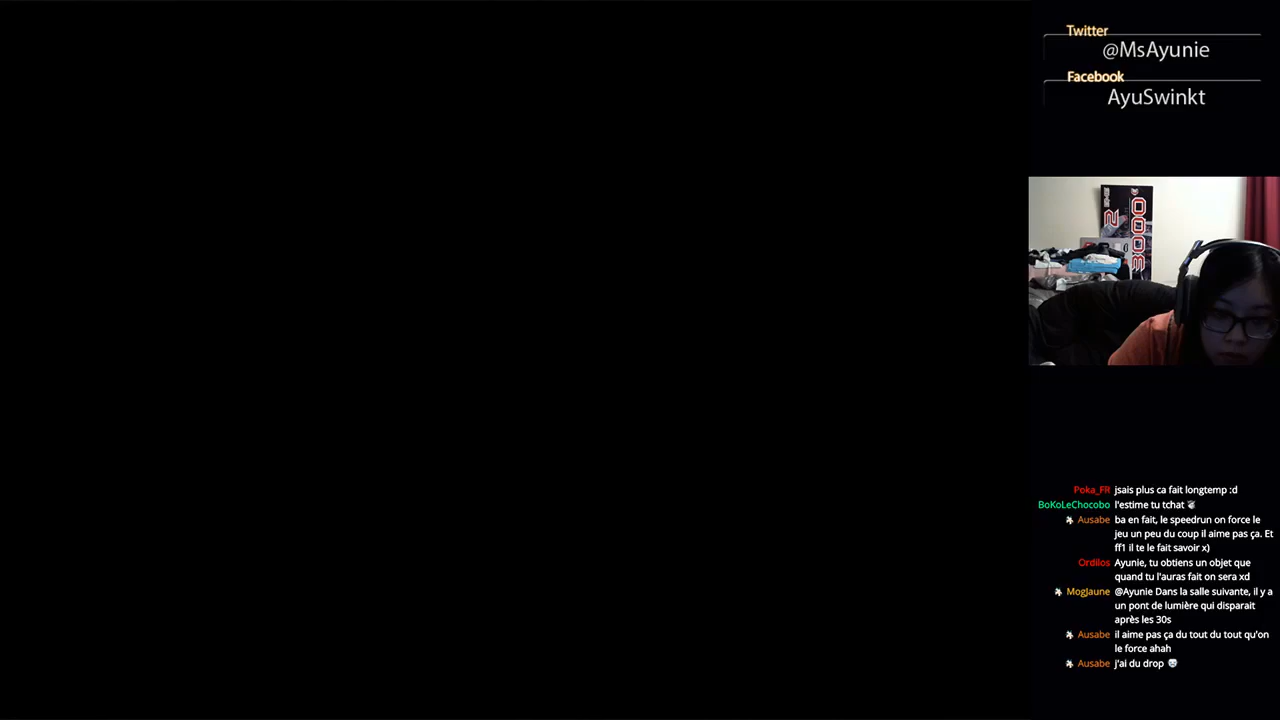 Twitter
@MsAyunie
Facebook
AyuSwinkt
2
3000
Poka_FR jsais plus ca fait longtemp :d
BoKoLeChocobo l'estime tu tchat
Ausabe ba en fait, le speedrun on force le
jeu un peu du coup il aime pas ça. Et
ff1 il te le fait savoir x)
Ordilos Ayunie, tu obtiens un objet que
quand tu l'auras fait on sera xd
MogJaune @Ayunie Dans la salle suivante, il y a
un pont de lumière qui disparait
après les 30s
Ausabe il aime pas ça du tout du tout qu'on
le force ahah
Ausabe j'ai du drop